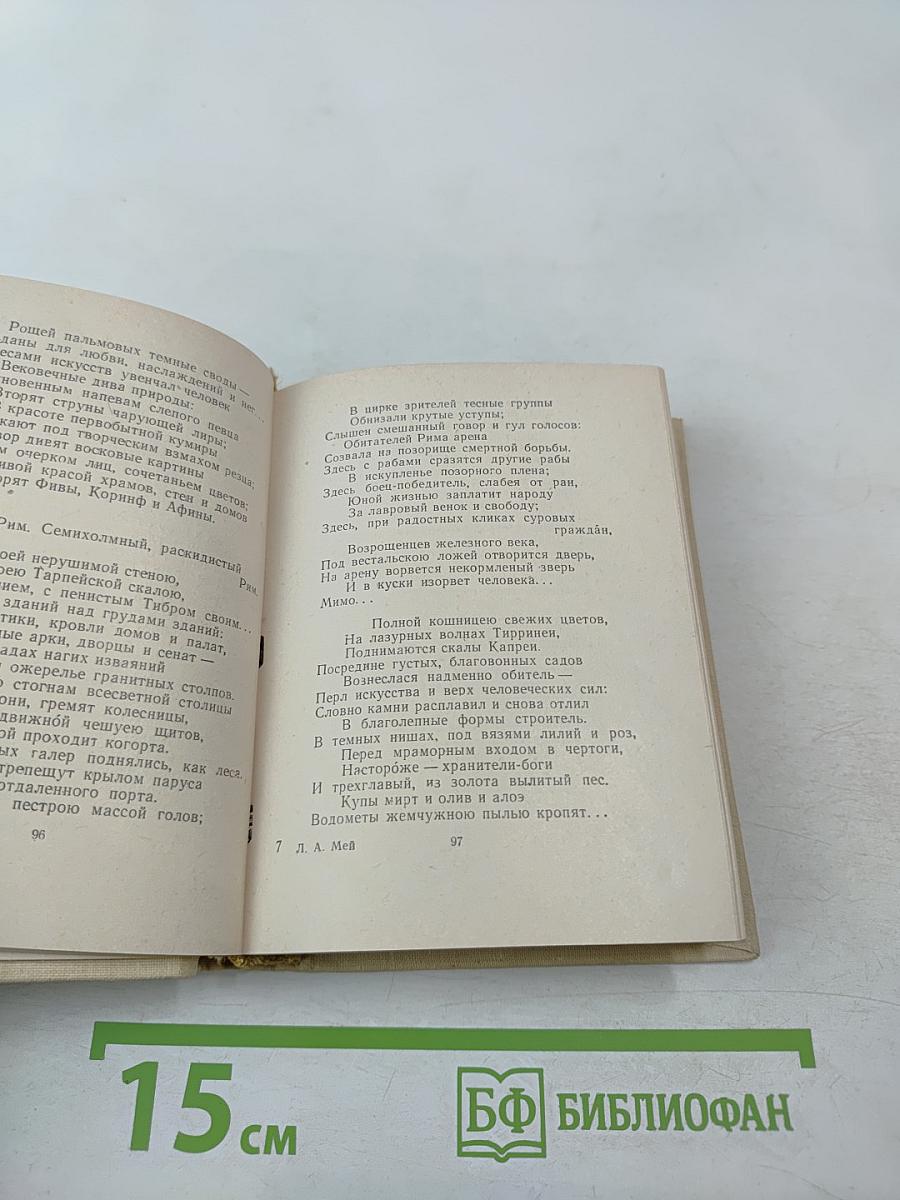 Рощей пальмовых темные своды —
даны для любви, наслаждений и нег...
есами искусств увенчал человек
Вековечные дива природы:
новенным напевам слепого певца
Вторят струны чарующей лиры;
красоте первобытной кумиры
кают под творческим взмахом резца;
вор дивят восковые картины
м очерком лиц, сочетаньем цветов;
ивой красой храмов, стен и домов
орят Фивы, Коринф и Афины.
Рим. Семихолмный, раскидистый
Рим.
оей нерушимой стеною,
рею Тарпейской скалою,
нием, с пенистым Тибром своим...
зданий над грудами зданий:
тики, кровли домов и палат,
ные арки, дворцы и сенат —
адах нагих изваяний
и ожерелье гранитных столпов.
о стогнам всесветной столицы
они, гремят колесницы,
движно́й чешуею щитов,
ой проходит когорта.
ых галер поднялись, как леса.
трепещут крылом паруса
отдаленного порта.
пестрою массой голов;
96
В цирке зрителей тесные группы
Обнизали крутые уступы;
Слышен смешанный говор и гул голосов:
Обитателей Рима арена
Созвала на позорище смертной борьбы.
Здесь с рабами сразятся другие рабы
В искупленье позорного плена;
Здесь боец-победитель, слабея от ран,
Юной жизнью заплатит народу
За лавровый венок и свободу;
Здесь, при радостных кликах суровых
гражда́н,
Возрощенцев железного века,
Под вестальскою ложей отворится дверь,
На арену ворвется некормленый зверь
И в куски изорвет человека...
Мимо...
Полной кошницею свежих цветов,
На лазурных волнах Тирринеи,
Поднимаются скалы Капреи.
Посредине густых, благовонных садов
Вознеслася надменно обитель —
Перл искусства и верх человеческих сил:
Словно камни расплавил и снова отлил
В благолепные формы строитель.
В темных нишах, под вязями лилий и роз,
Перед мраморным входом в чертоги,
Насторо́же — хранители-боги
И трехглавый, из золота вылитый пес.
Купы мирт и олив и алоэ
Водометы жемчужною пылью кропят...
7 Л. А. Мей 97
15 см
БФ БИБЛИОФАН